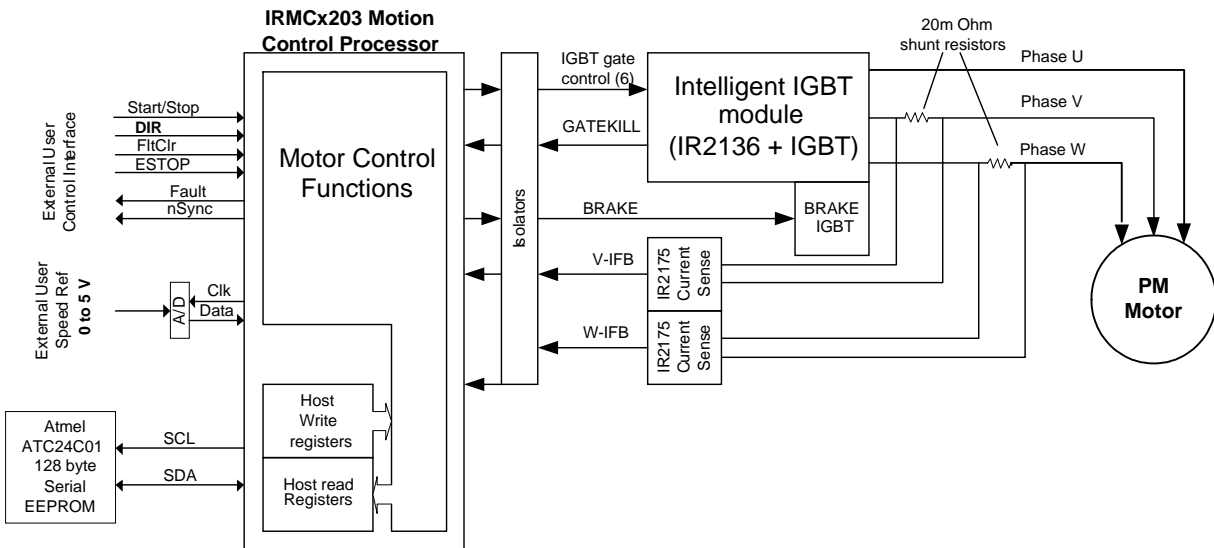 IRMCx203 Motion
Control Processor
Motor Control
Functions
Host
Write
registers
Host read
Registers
External User
Control Interface
Start/Stop
DIR
FltClr
ESTOP
Fault
nSync
External User
Speed Ref
0 to 5 V
A/D
Clk
Data
Atmel
ATC24C01
128 byte
Serial
EEPROM
SCL
SDA
Isolators
IGBT gate
control (6)
GATEKILL
BRAKE
V-IFB
W-IFB
Intelligent IGBT
module
(IR2136 + IGBT)
BRAKE
IGBT
IR2175
Current
Sense
IR2175
Current
Sense
20m Ohm
shunt resistors
Phase U
Phase V
Phase W
PM
Motor